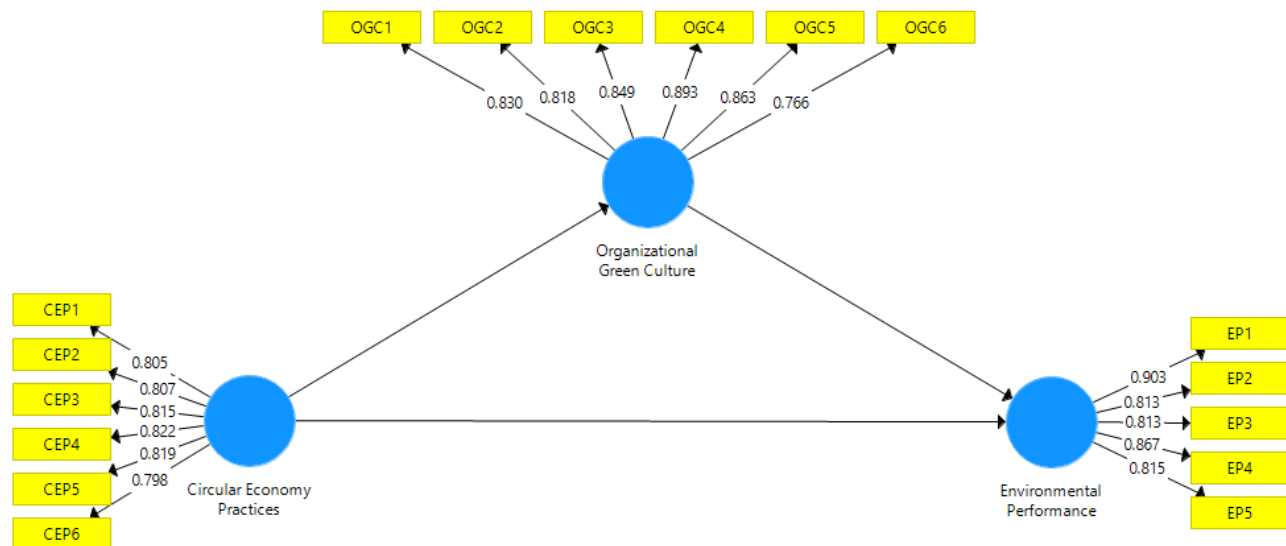 OGC1 OGC2 OGC3 OGC4 OGC5 OGC6
0.830 0.818 0.849 0.893 0.863 0.766
Organizational
Green Culture
CEP1
CEP2
CEP3
CEP4
CEP5
CEP6
0.805
0.807
0.815
0.822
0.819
0.798
Circular Economy
Practices
EP1
EP2
EP3
EP4
EP5
0.903
0.813
0.813
0.867
0.815
Environmental
Performance